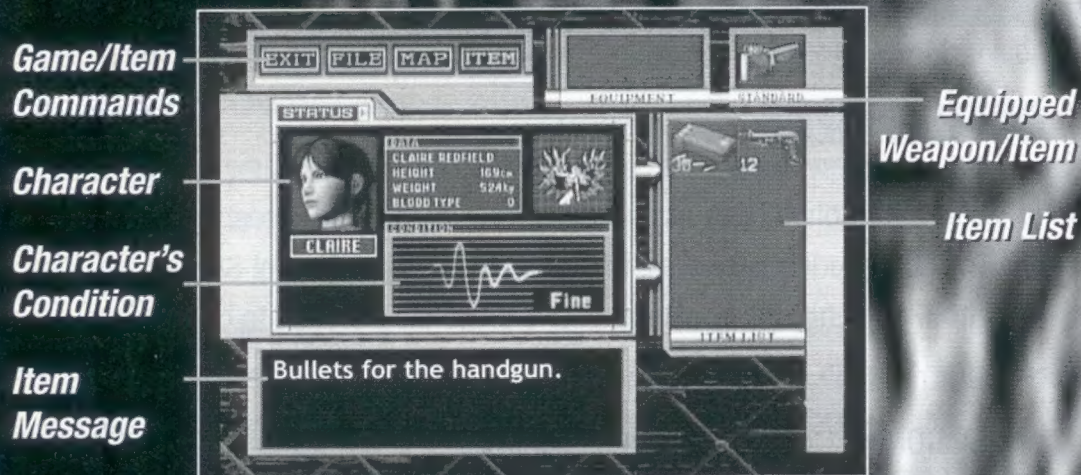 Game/Item
Commands
EXIT FILE MAP ITEM
EQUIPMENT
STANDARD
Equipped
Weapon/Item
STATUS
DATA
CLAIRE REDFIELD
HEIGHT 169cm
WEIGHT 52.4kg
BLOOD TYPE O
Character
CLAIRE
30
12
Item List
CONDITION
Character's
Condition
Fine
ITEM LIST
Item
Message
Bullets for the handgun.